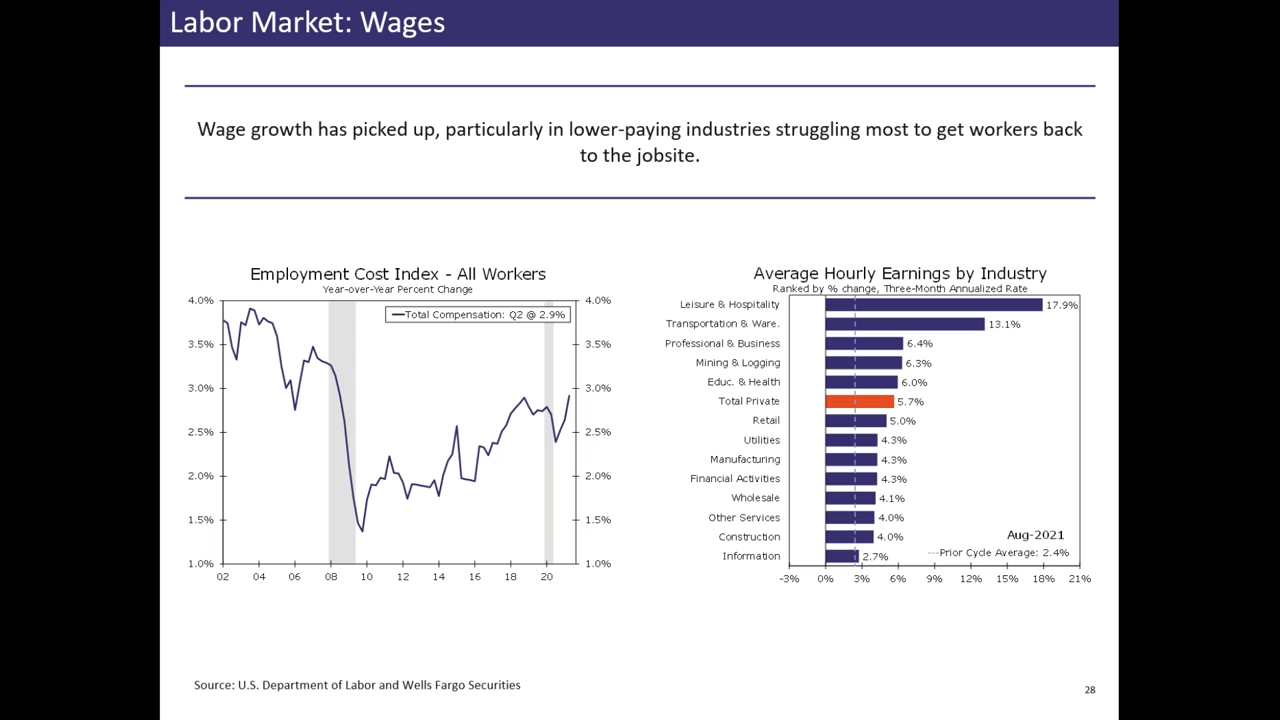 Labor Market: Wages
Wage growth has picked up, particularly in lower-paying industries struggling most to get workers back
to the jobsite.
Employment Cost Index - All Workers
Year-over-Year Percent Change
4.0%
3.5%
3.0%
2.5%
2.0%
1.5%
1.0%
Total Compensation: Q2 @ 2.9%
4.0%
3.5%
3.0%
2.5%
2.0%
1.5%
1.0%
02 04 06 08 10 12 14 16 18 20
Average Hourly Earnings by Industry
Ranked by % change, Three-Month Annualized Rate
Leisure & Hospitality 17.9%
Transportation & Ware. 13.1%
Professional & Business 6.4%
Mining & Logging 6.3%
Educ. & Health 6.0%
Total Private 5.7%
Retail 5.0%
Utilities 4.3%
Manufacturing 4.3%
Financial Activities 4.3%
Wholesale 4.1%
Other Services 4.0%
Construction 4.0%
Information 2.7%
Aug-2021
Prior Cycle Average: 2.4%
-3% 0% 3% 6% 9% 12% 15% 18% 21%
Source: U.S. Department of Labor and Wells Fargo Securities
28